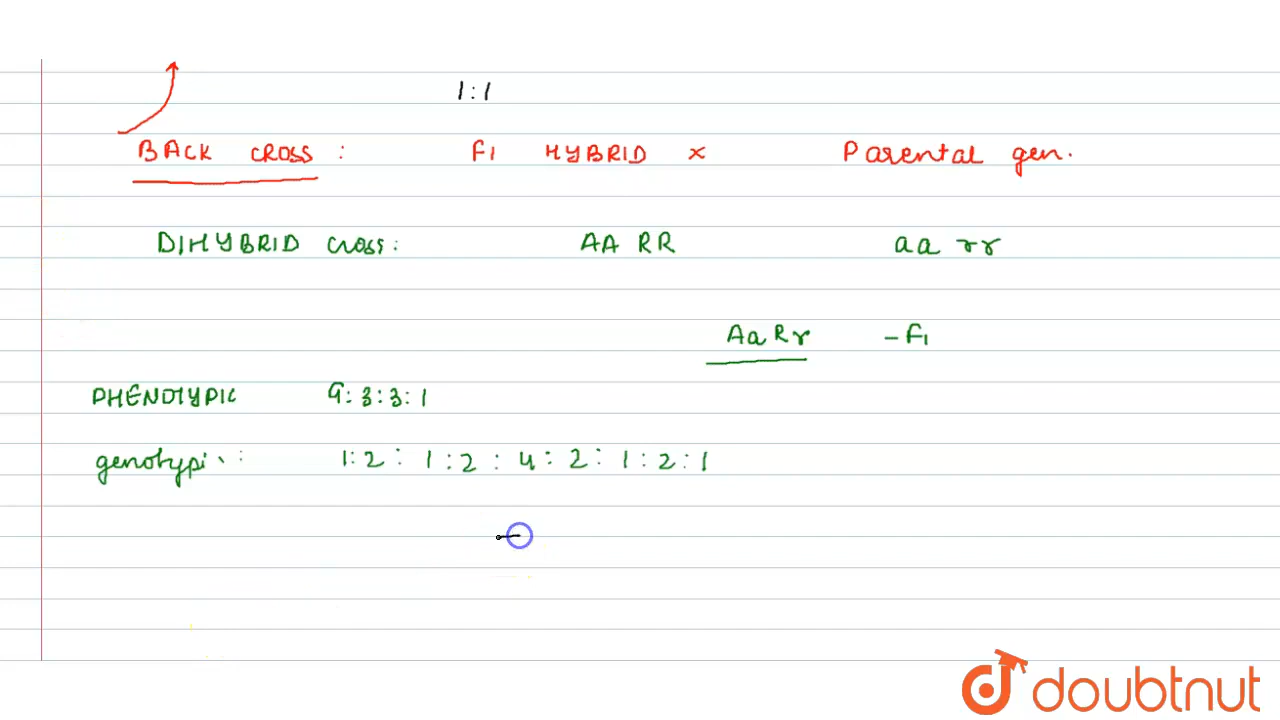 1:1
BACK CROSS : F1 HYBRID × Parental gen.
DIHYBRID CROSS: AA RR aa rr
AaRr - F1
PHENOTYPIC 9:3:3:1
genotypi : 1:2:1:2:4:2:1:2:1
doubtnut